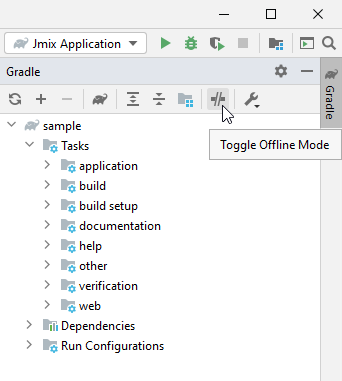 Jmix Application
Gradle
Gradle
sample
Toggle Offline Mode
Tasks
application
build
build setup
documentation
help
other
verification
web
Dependencies
Run Configurations